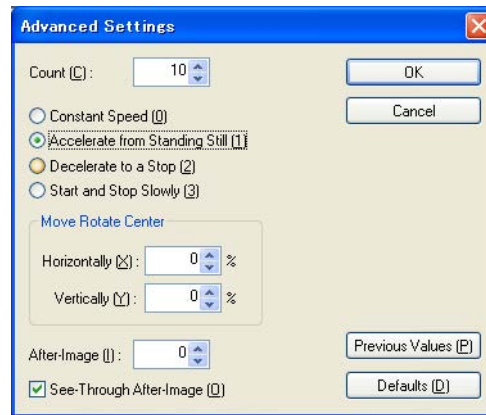 Advanced Settings
Count (C) : 10
OK
Cancel
Constant Speed (0)
Accelerate from Standing Still (1)
Decelerate to a Stop (2)
Start and Stop Slowly (3)
Move Rotate Center
Horizontally (X) : 0 %
Vertically (Y) : 0 %
After-Image (I) : 0
Previous Values (P)
See-Through After-Image (O)
Defaults (D)